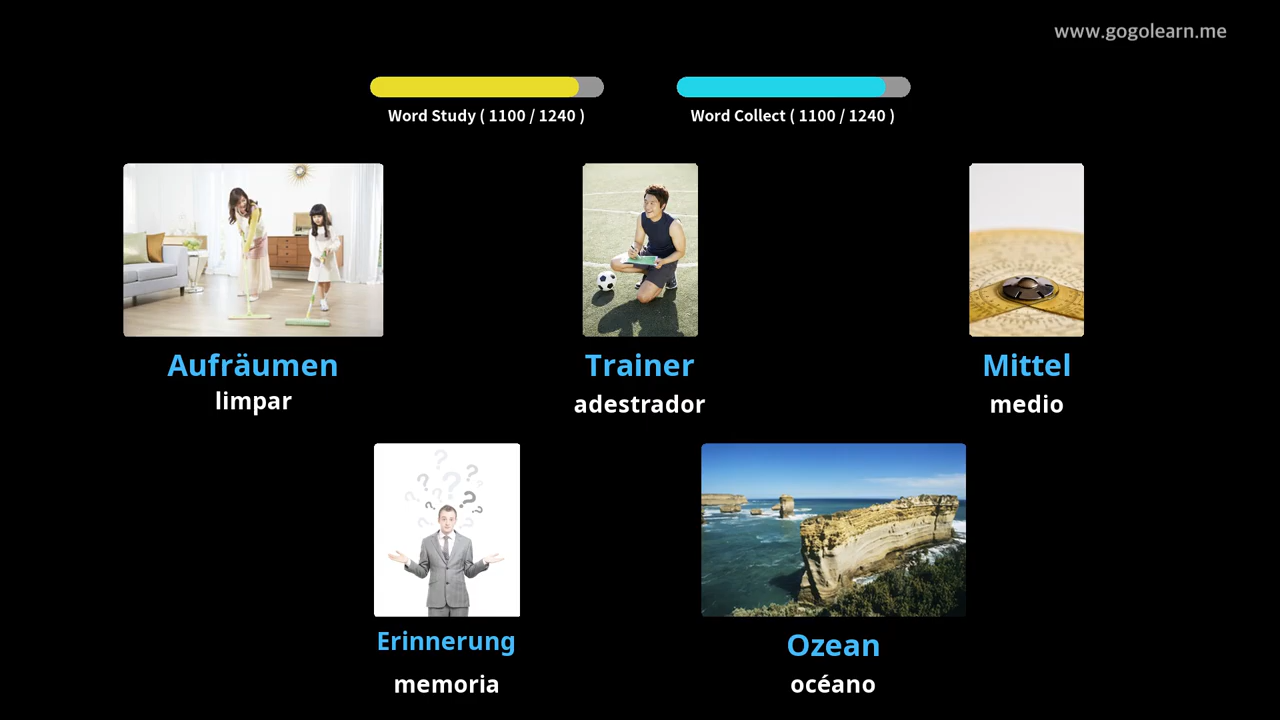 www.gogolearn.me
Word Study ( 1100 / 1240 )
Word Collect ( 1100 / 1240 )
Aufräumen
limpar
Trainer
adestrador
Mittel
medio
Erinnerung
memoria
Ozean
océano